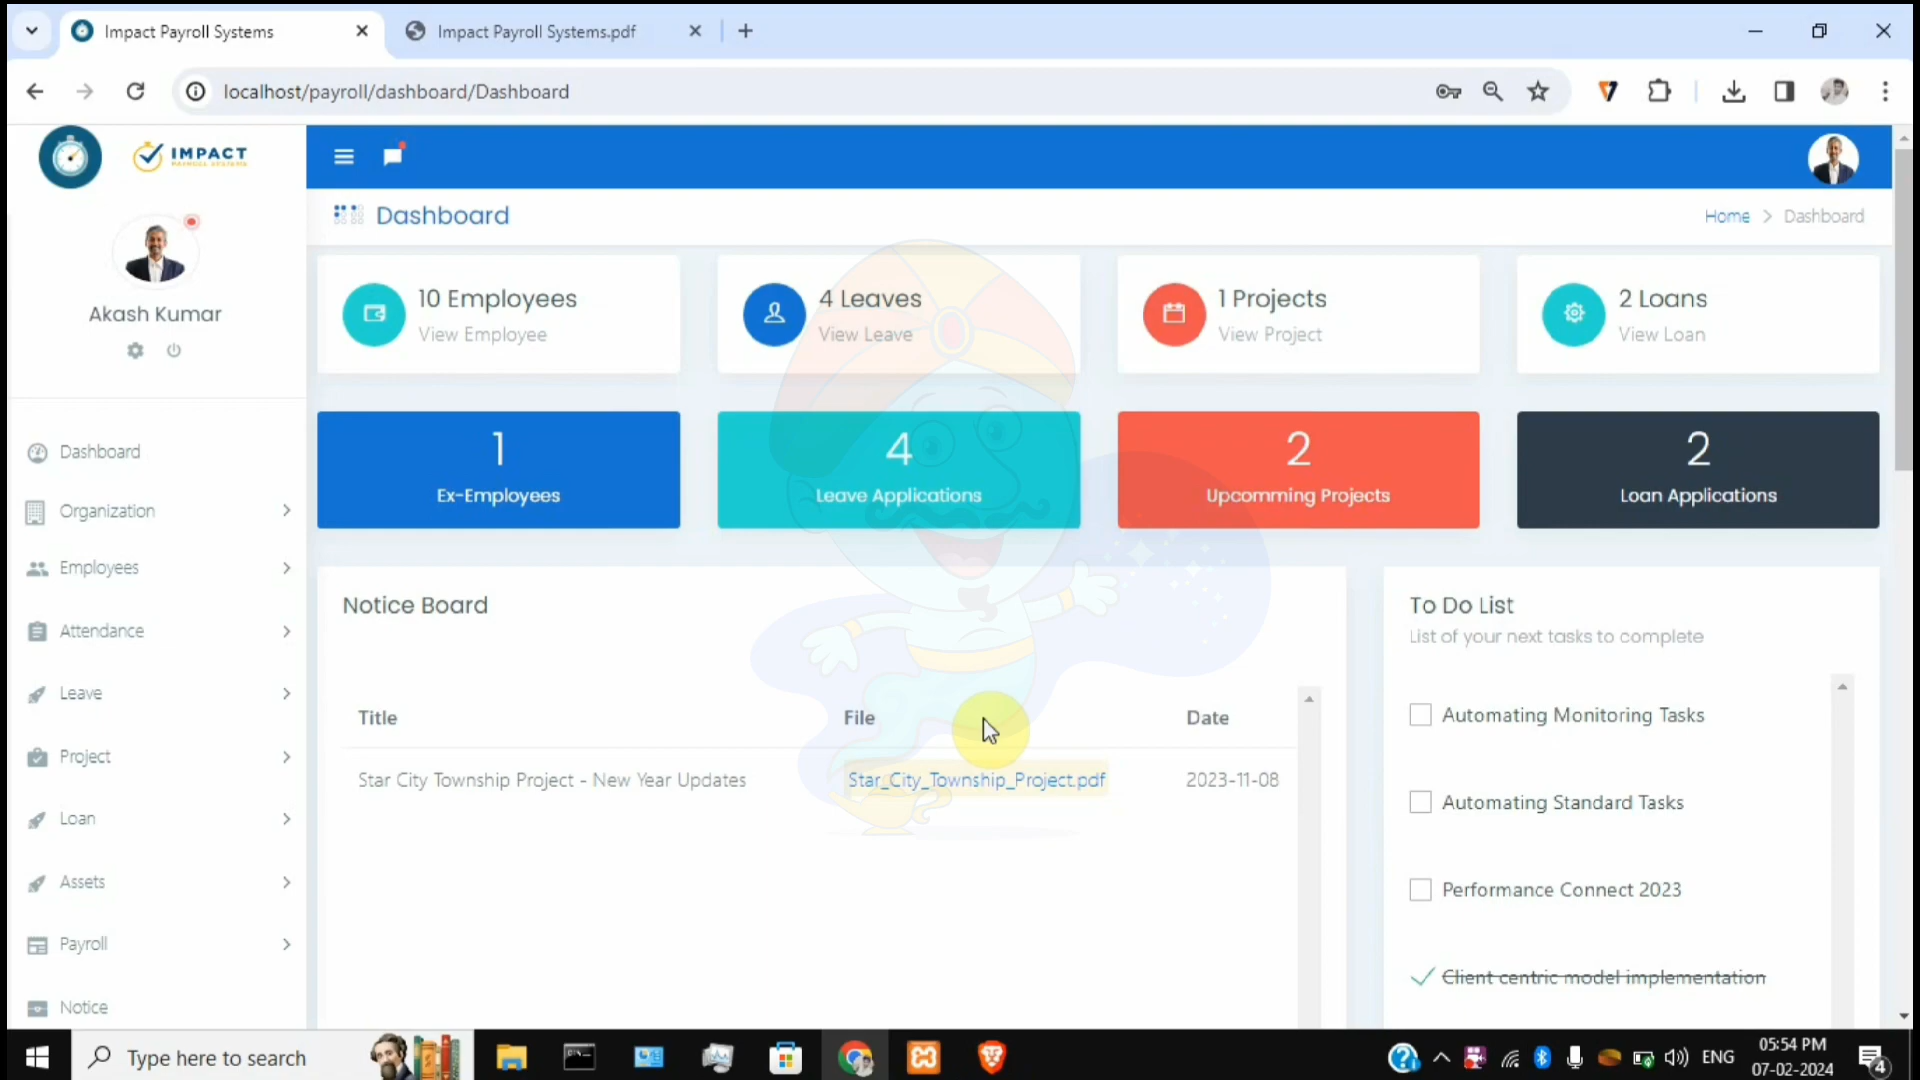 Impact Payroll Systems
Impact Payroll Systems.pdf
localhost/payroll/dashboard/Dashboard
IMPACT
PAYROLL SYSTEMS
Dashboard
Home > Dashboard
Akash Kumar
10 Employees
View Employee
4 Leaves
View Leave
1 Projects
View Project
2 Loans
View Loan
1
Ex-Employees
4
Leave Applications
2
Upcomming Projects
2
Loan Applications
Dashboard
Organization
Employees
Attendance
Leave
Project
Loan
Assets
Payroll
Notice
Notice Board
Title File Date
Star City Township Project - New Year Updates Star_City_Township_Project.pdf 2023-11-08
To Do List
List of your next tasks to complete
Automating Monitoring Tasks
Automating Standard Tasks
Performance Connect 2023
Client centric model implementation
Type here to search
ENG
05:54 PM
07-02-2024
4